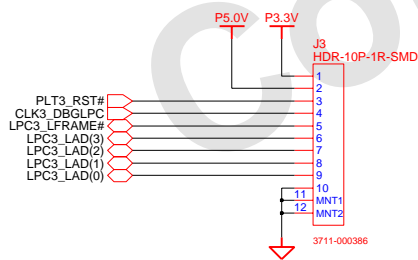 P5.0V P3.3V
J3
HDR-10P-1R-SMD
1
2
PLT3_RST# 3
CLK3_DBGLPC 4
LPC3_LFRAME# 5
LPC3_LAD(3) 6
LPC3_LAD(2) 7
LPC3_LAD(1) 8
LPC3_LAD(0) 9
10
11 MNT1
12 MNT2
3711-000386